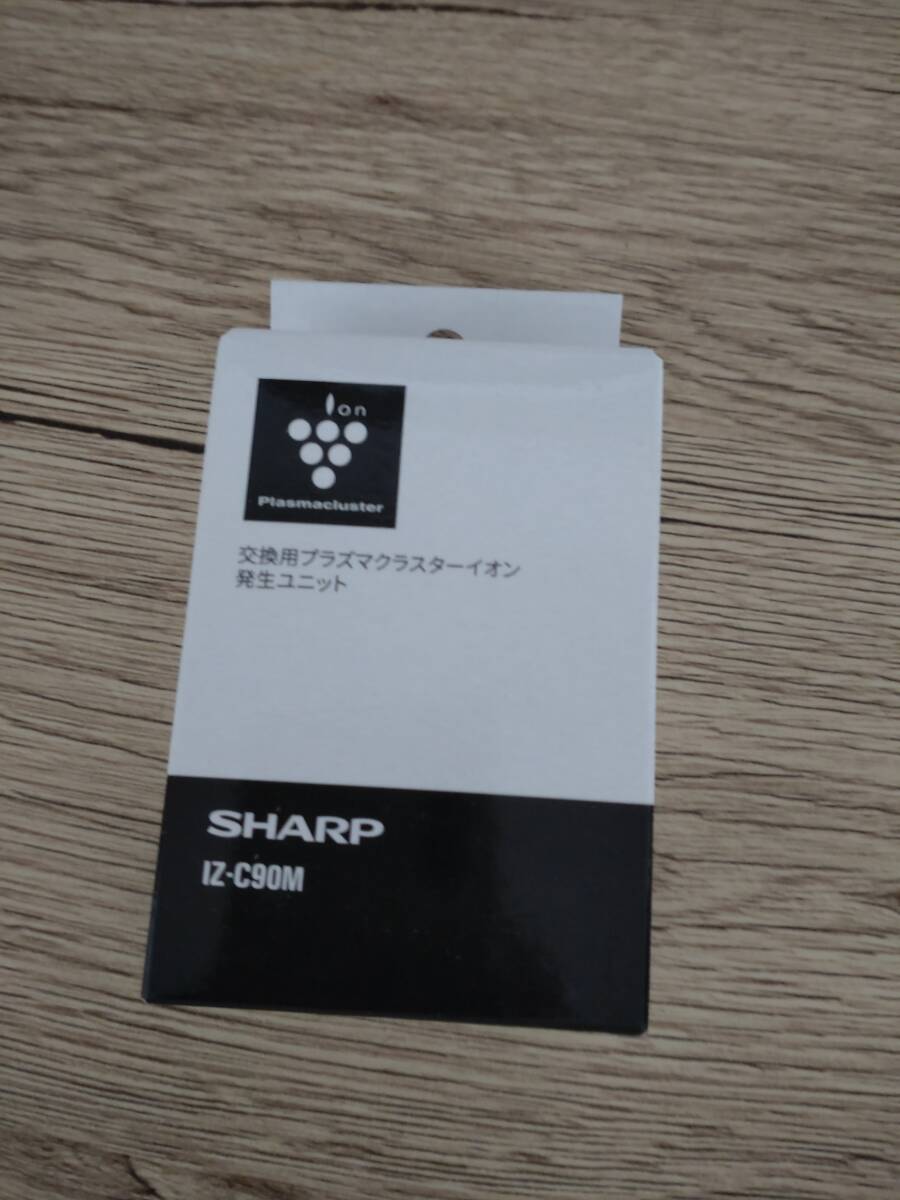 Ion
Plasmacluster
交換用プラズマクラスターイオン
発生ユニット
SHARP
IZ-C90M